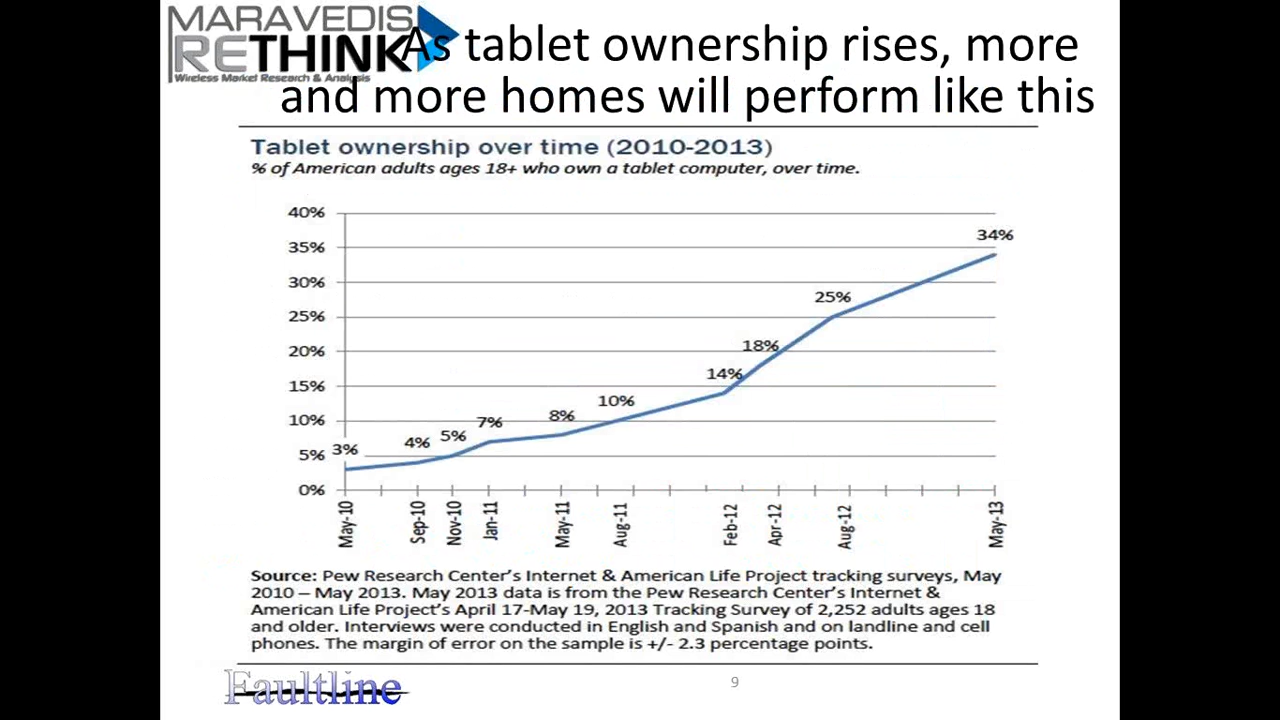 MARAVEDIS
RETHINK
Wireless Market Research & Analysis
As tablet ownership rises, more
and more homes will perform like this
Tablet ownership over time (2010-2013)
% of American adults ages 18+ who own a tablet computer, over time.
40%
35%
30%
25%
20%
15%
10%
5%
0%
3%
4%
5%
7%
8%
10%
14%
18%
25%
34%
May-10
Sep-10
Nov-10
Jan-11
May-11
Aug-11
Feb-12
Apr-12
Aug-12
May-13
Source: Pew Research Center's Internet & American Life Project tracking surveys, May
2010 – May 2013. May 2013 data is from the Pew Research Center's Internet &
American Life Project's April 17-May 19, 2013 Tracking Survey of 2,252 adults ages 18
and older. Interviews were conducted in English and Spanish and on landline and cell
phones. The margin of error on the sample is +/- 2.3 percentage points.
Faultline
9